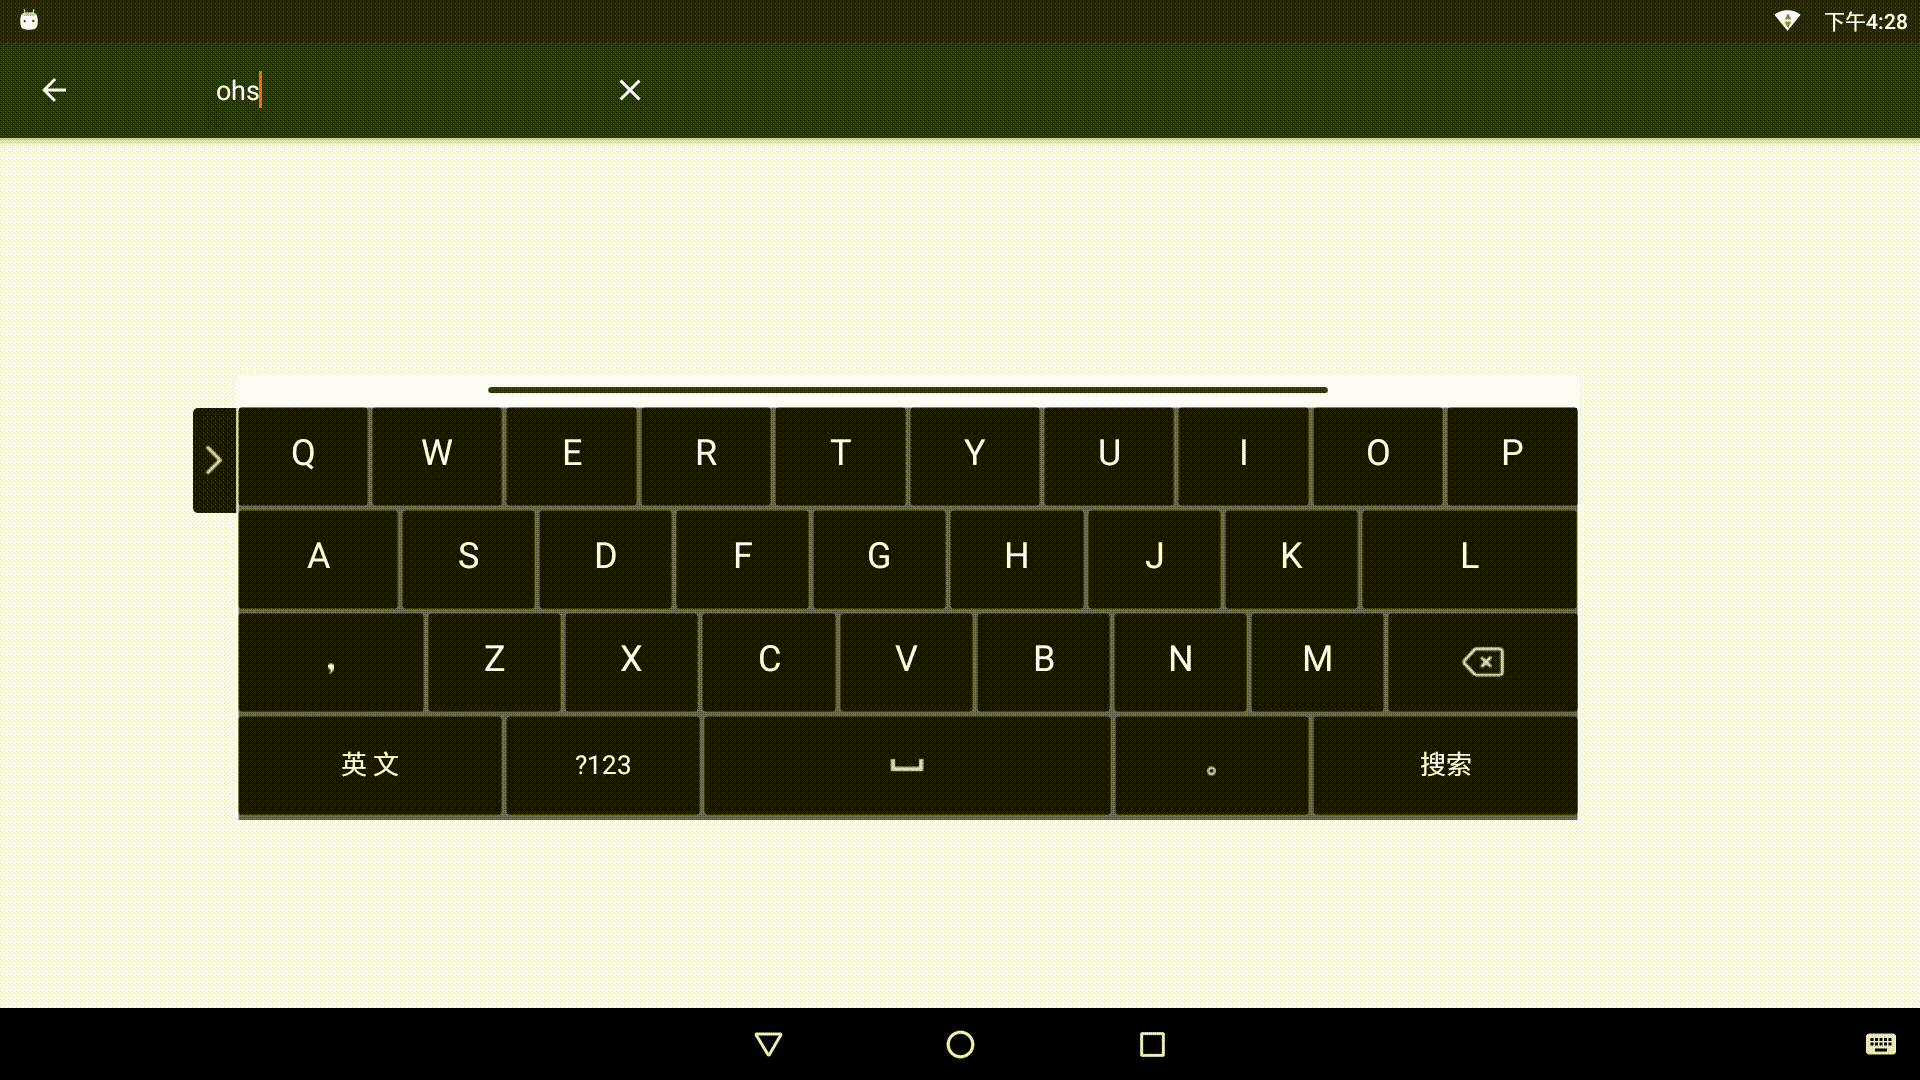 下午4:28
ohs
Q W E R T Y U I O P
A S D F G H J K L
, Z X C V B N M
英文 ?123 。 搜索